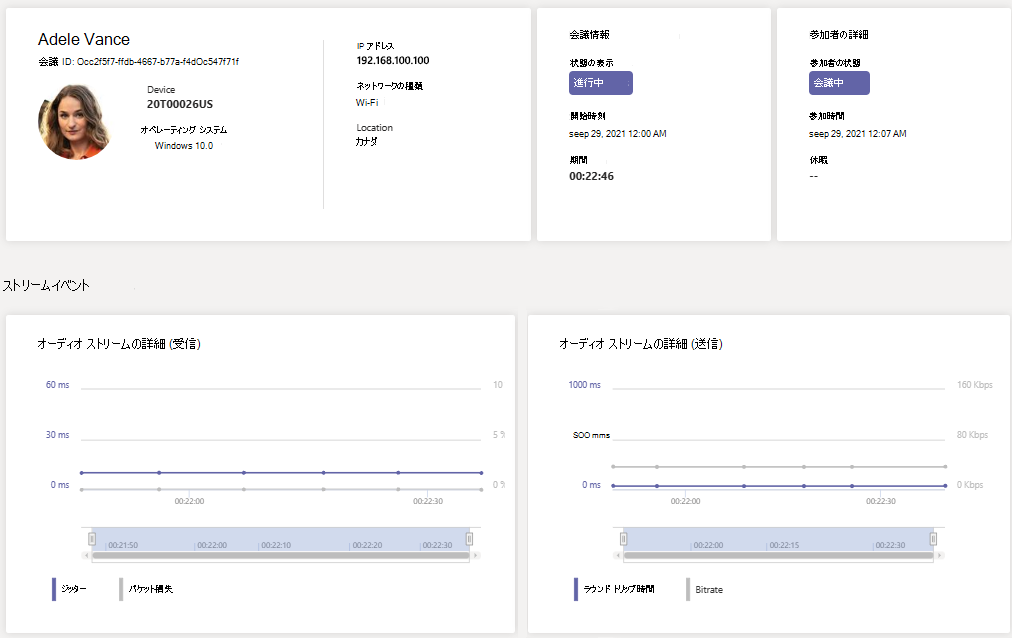 Adele Vance
会議 ID: Occ2f5f7-ffdb-4667-b77a-f4dOc547f71f
Device
20T00026US
オペレーティング システム
Windows 10.0
IP アドレス
192.168.100.100
ネットワークの種類
Wi-Fi
Location
カナダ
会議情報
状態の表示
進行中
開始時刻
seep 29, 2021 12:00 AM
期間
00:22:46
参加者の詳細
参加者の状態
会議中
参加時間
seep 29, 2021 12:07 AM
休暇
--
ストリームイベント
オーディオ ストリームの詳細 (受信)
60 ms
10
30 ms
5 %
0 ms
0 %
00:22:00
00:22:30
00:21:50
00:22:00
00:22:10
00:22:20
00:22:30
ジッター
パケット損失
オーディオ ストリームの詳細 (送信)
1000 ms
160 Kbps
SOO mms
80 Kbps
0 ms
0 Kbps
00:22:00
00:22:30
00:22:00
00:22:15
00:22:30
ラウンド トリップ時間
Bitrate